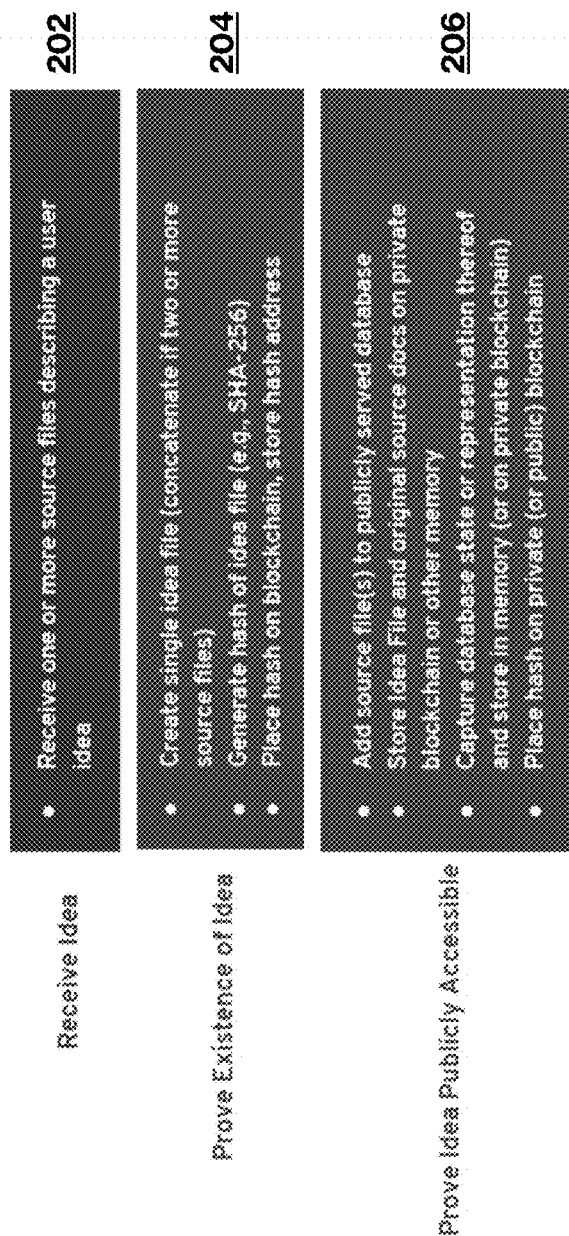 Receive Idea
• Receive one or more source files describing a user
idea
202
Prove Existence of Idea
• Create single idea file (concatenate if two or more
source files)
• Generate hash of idea file (e.g., SHA-256)
• Place hash on blockchain, store hash address
204
Prove Idea Publicly Accessible
• Add source file(s) to publicly served database
• Store Idea File and original source docs on private
blockchain or other memory
• Capture database state or representation thereof
and store in memory (or on private blockchain)
• Place hash on private (or public) blockchain
206